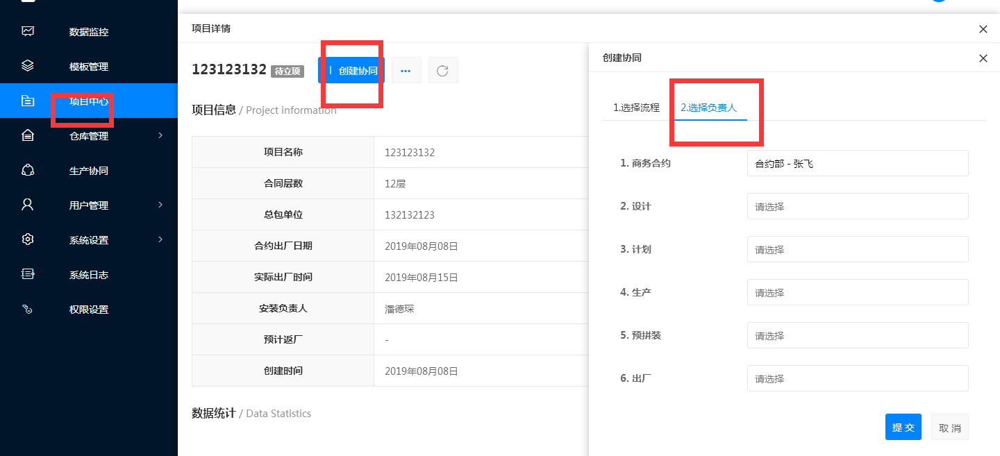 数据监控
模板管理
项目中心
仓库管理
生产协同
用户管理
系统设置
系统日志
权限设置
项目详情
123123132 待立项 创建协同 ···
项目信息 / Project information
项目名称 123123132
合同层数 12层
总包单位 132132123
合约出厂日期 2019年08月08日
实际出厂时间 2019年08月15日
安装负责人 潘德琛
预计返厂 -
创建时间 2019年08月08日
数据统计 / Data Statistics
创建协同
1.选择流程 2.选择负责人
1. 商务合约 合约部 - 张飞
2. 设计 请选择
3. 计划 请选择
4. 生产 请选择
5. 预拼装 请选择
6. 出厂 请选择
提 交 取 消